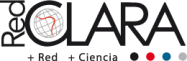 Red CLARA
+ Red + Ciencia